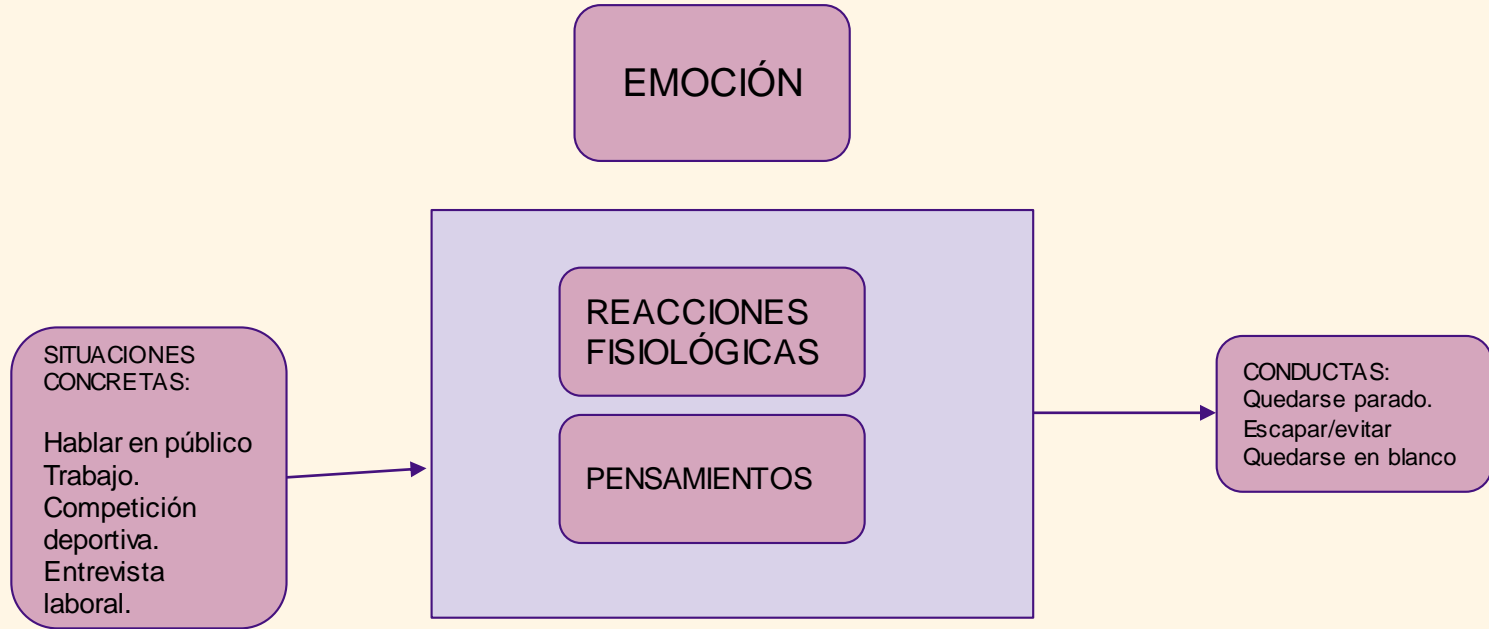 EMOCIÓN
SITUACIONES
CONCRETAS:
Hablar en público
Trabajo.
Competición
deportiva.
Entrevista
laboral.
REACCIONES
FISIOLÓGICAS
PENSAMIENTOS
CONDUCTAS:
Quedarse parado.
Escapar/evitar
Quedarse en blanco